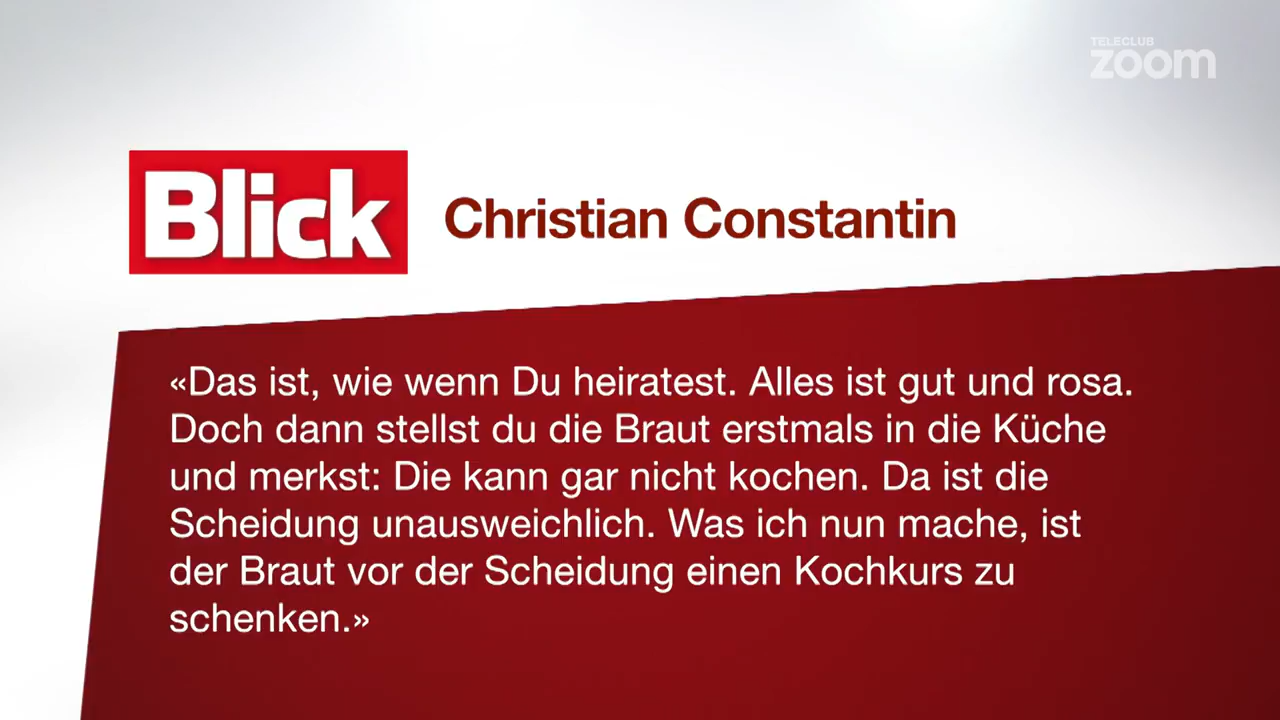 TELECLUB
zoom
Blick
Christian Constantin
«Das ist, wie wenn Du heiratest. Alles ist gut und rosa.
Doch dann stellst du die Braut erstmals in die Küche
und merkst: Die kann gar nicht kochen. Da ist die
Scheidung unausweichlich. Was ich nun mache, ist
der Braut vor der Scheidung einen Kochkurs zu
schenken.»